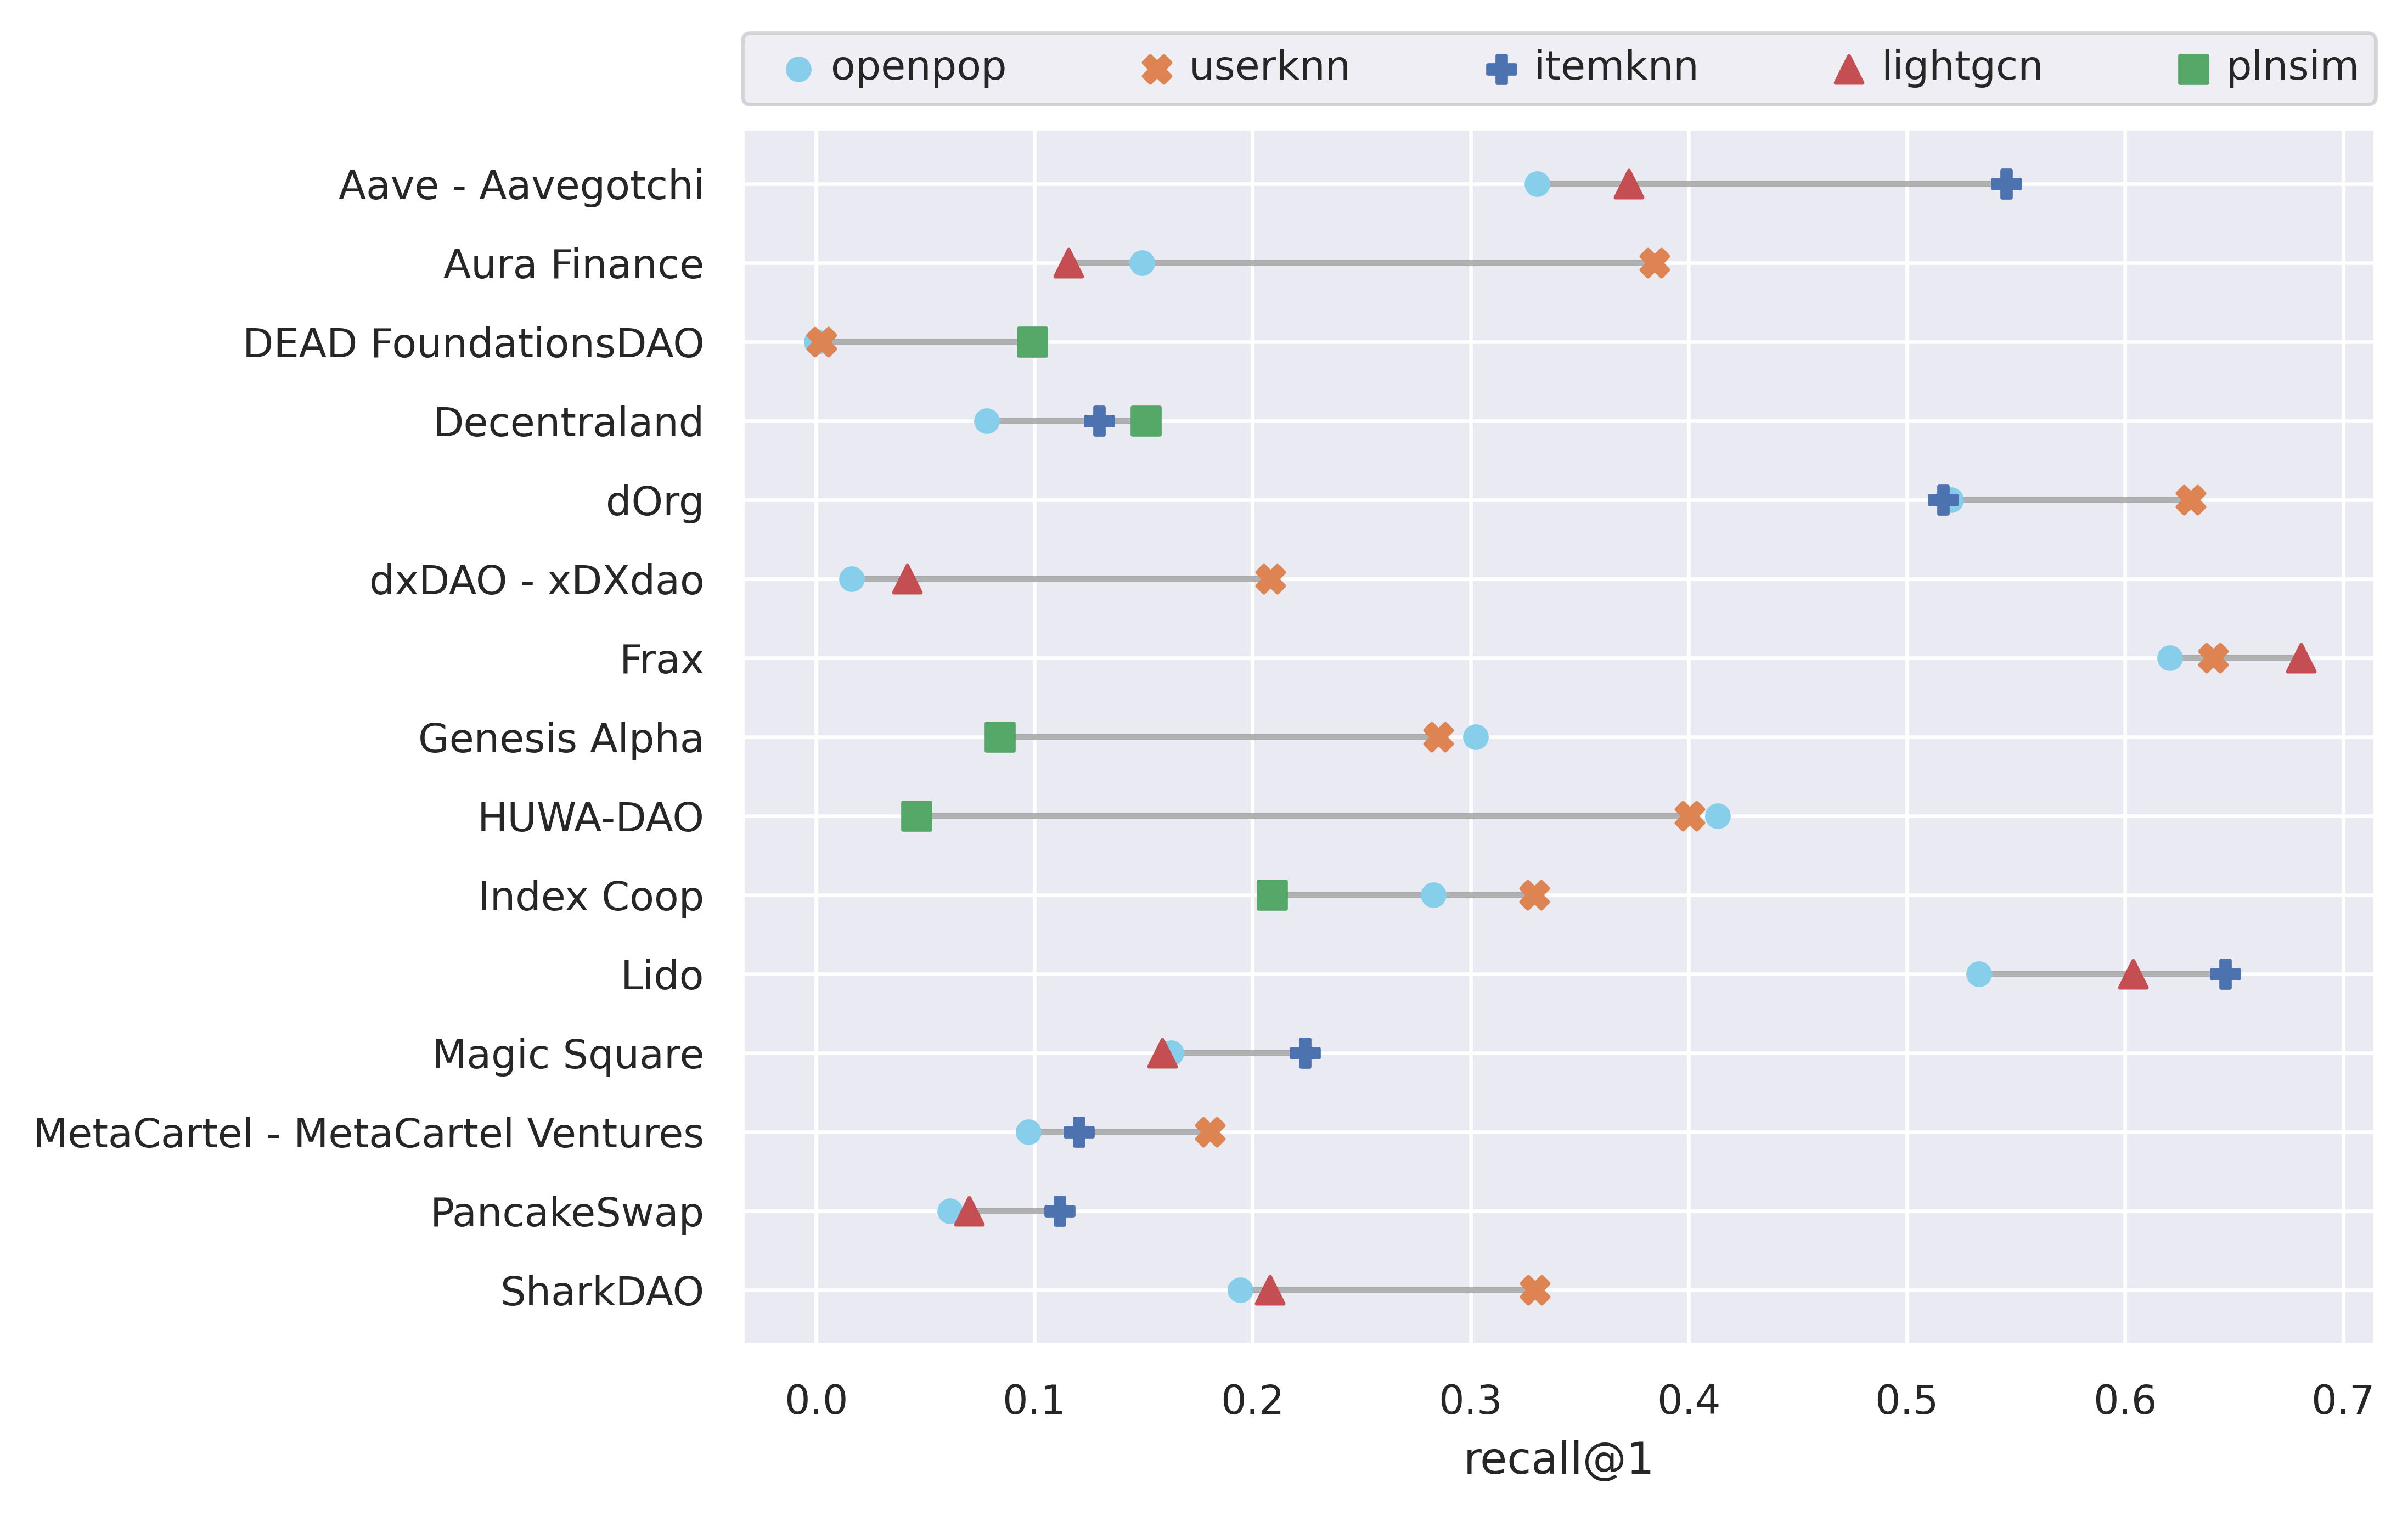 openpop userknn itemknn lightgcn plnsim
Aave - Aavegotchi
Aura Finance
DEAD FoundationsDAO
Decentraland
dOrg
dxDAO - xDXdao
Frax
Genesis Alpha
HUWA-DAO
Index Coop
Lido
Magic Square
MetaCartel - MetaCartel Ventures
PancakeSwap
SharkDAO
0.0 0.1 0.2 0.3 0.4 0.5 0.6 0.7
recall@1